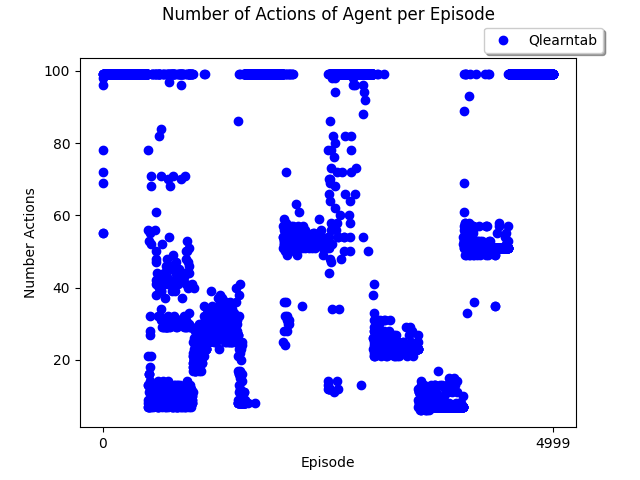 Number of Actions of Agent per Episode
Qlearntab
100
80
60
40
20
Number Actions
0
4999
Episode